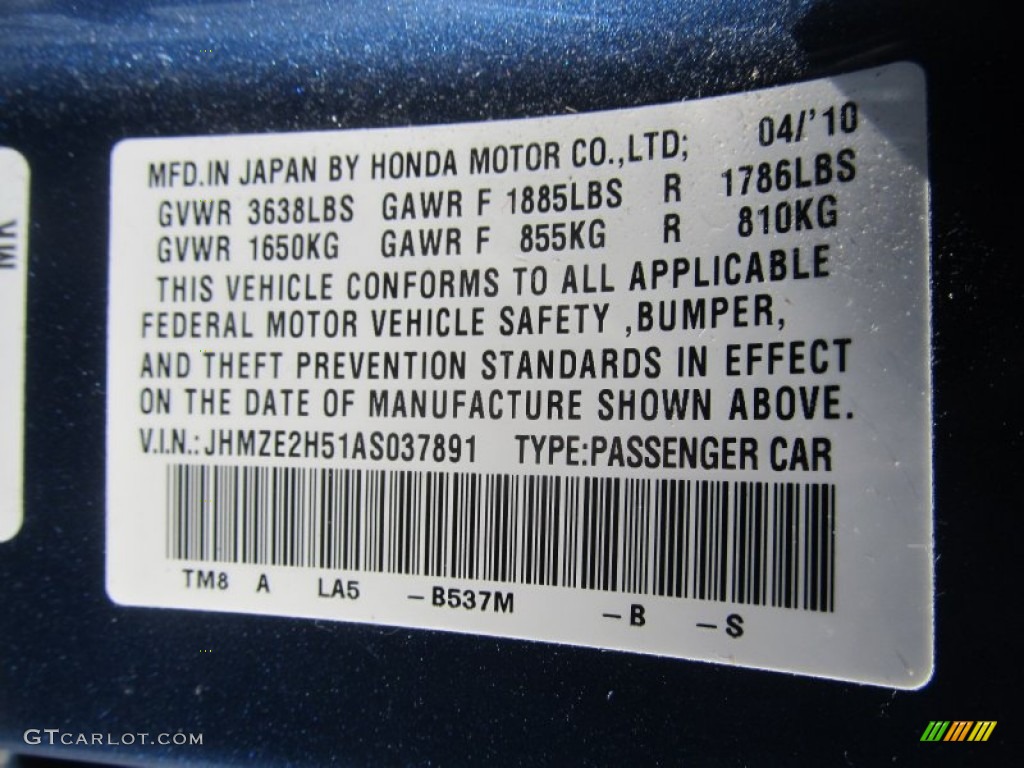 MFD.IN JAPAN BY HONDA MOTOR CO.,LTD; 04/'10
GVWR 3638LBS GAWR F 1885LBS R 1786LBS
GVWR 1650KG GAWR F 855KG R 810KG
THIS VEHICLE CONFORMS TO ALL APPLICABLE
FEDERAL MOTOR VEHICLE SAFETY ,BUMPER,
AND THEFT PREVENTION STANDARDS IN EFFECT
ON THE DATE OF MANUFACTURE SHOWN ABOVE.
V.I.N.:JHMZE2H51AS037891 TYPE:PASSENGER CAR
TM8 A LA5 -B537M -B -S
GTCARLOT.COM